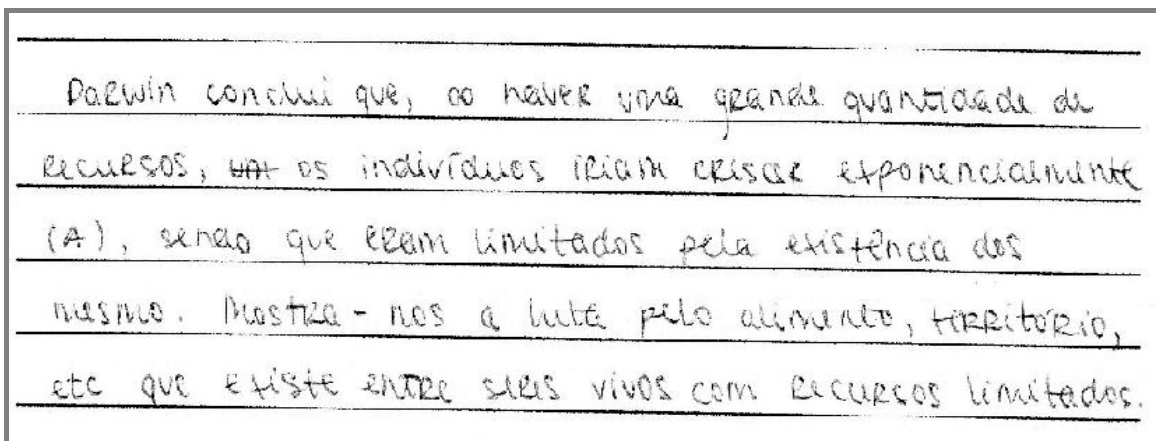 Darwin conclui que, ao haver uma grande quantidade de
recursos, os indivíduos iriam criscar exponencialmente
(A), sendo que eram limitados pela existência dos
mesmo. Mostra-nos a luta pelo alimento, território,
etc que existe entre seres vivos com recursos limitados.